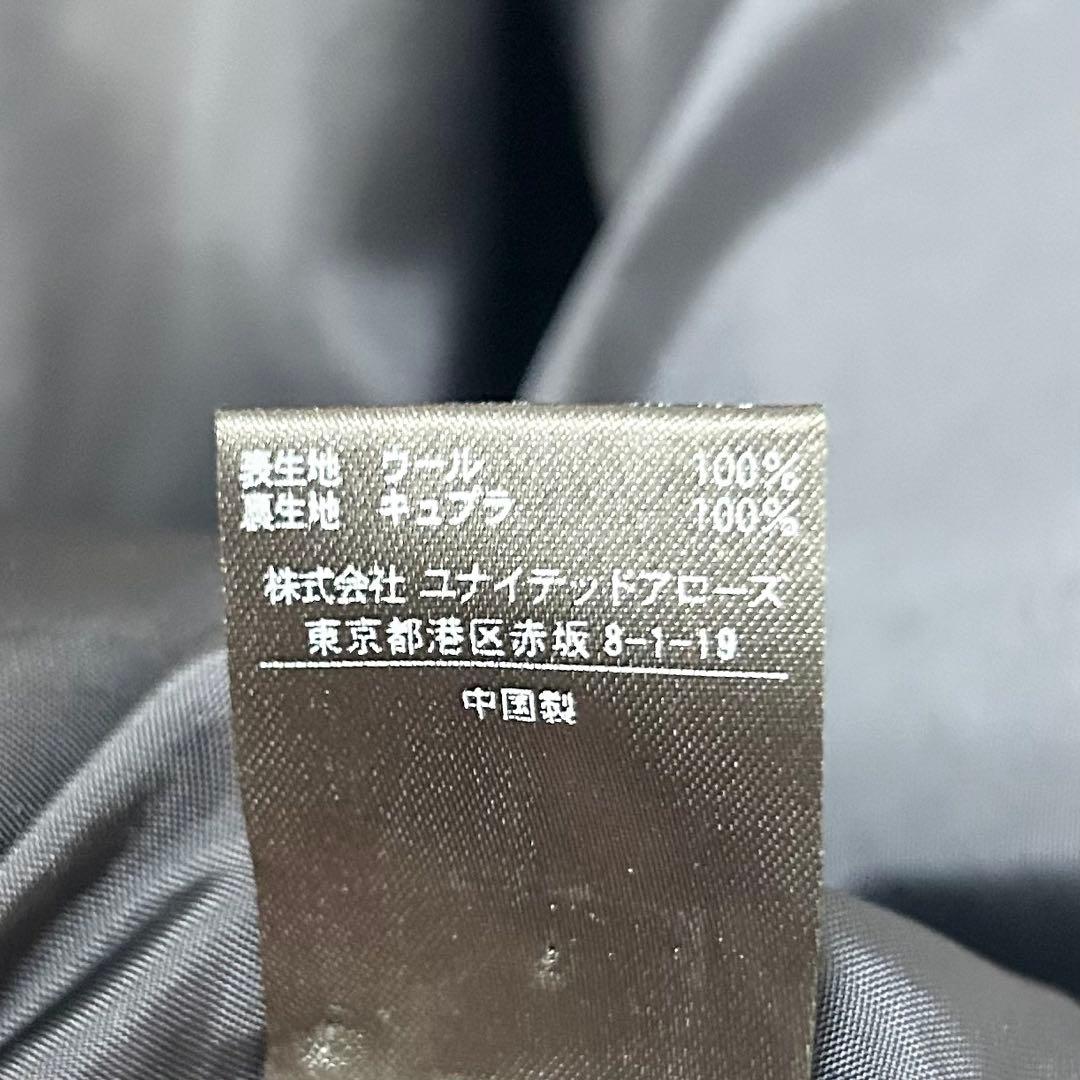 表生地 ウール 100%
裏生地 キュプラ 100%
株式会社 ユナイテッドアローズ
東京都港区赤坂 8-1-19
中国製